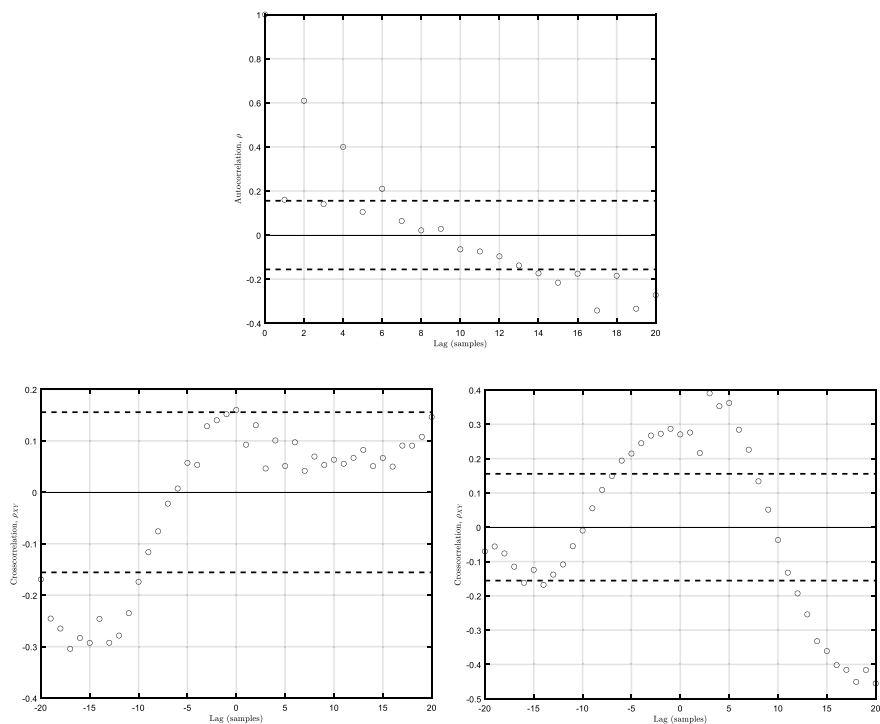 1
0.8
0.6
0.4
0.2
0
-0.2
-0.4
Autocorrelation, ρ
0 2 4 6 8 10 12 14 16 18 20
Lag (samples)
0.2
0.1
0
-0.1
-0.2
-0.3
-0.4
Crosscorrelation, ρXY
-20 -15 -10 -5 0 5 10 15 20
Lag (samples)
0.4
0.3
0.2
0.1
0
-0.1
-0.2
-0.3
-0.4
-0.5
Crosscorrelation, ρXY
-20 -15 -10 -5 0 5 10 15 20
Lag (samples)